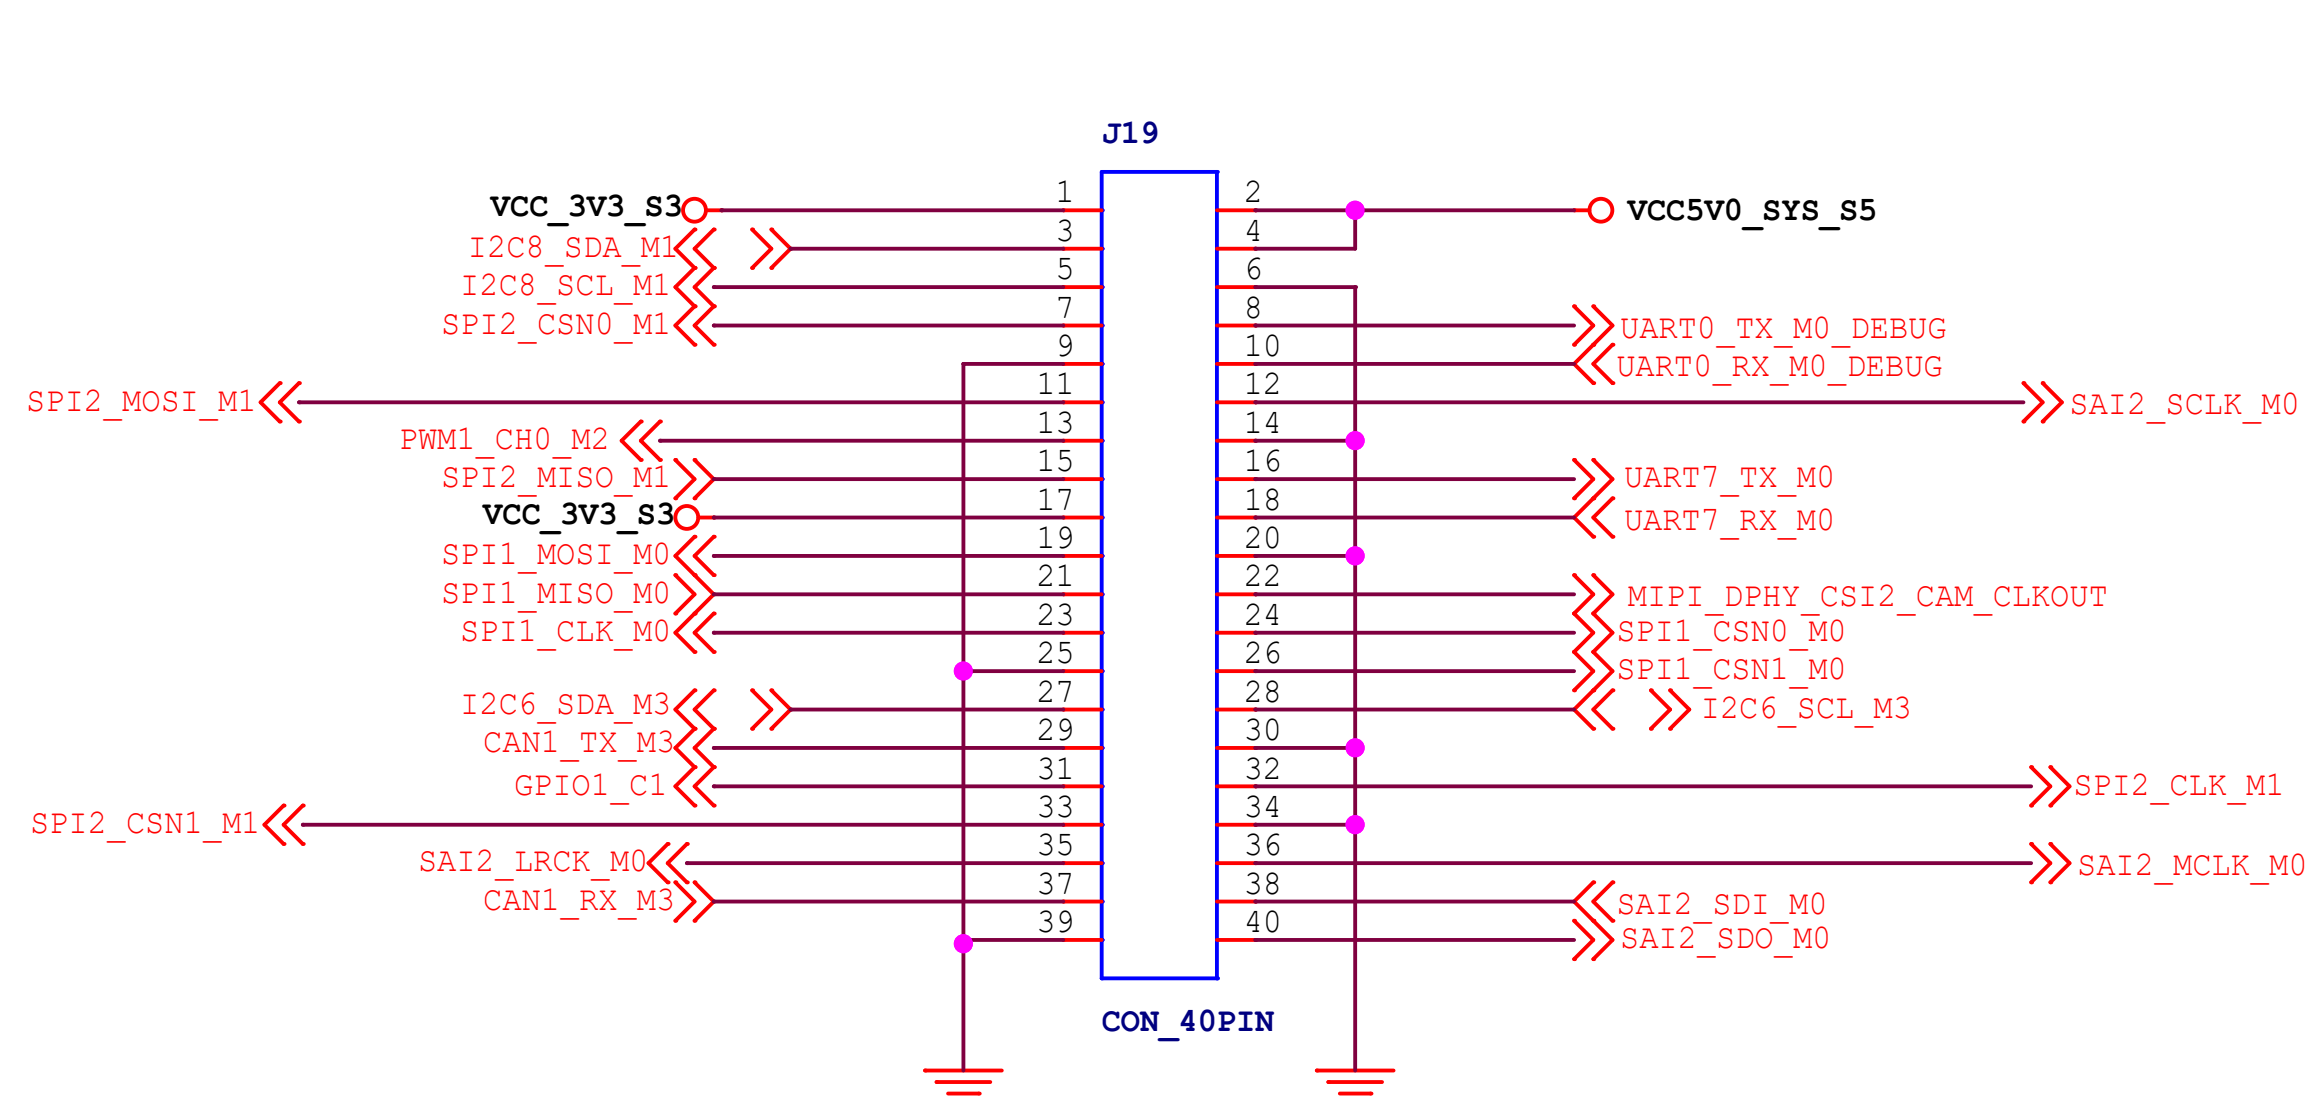 J19
VCC_3V3_S3 1 2 VCC5V0_SYS_S5
I2C8_SDA_M1 3 4
I2C8_SCL_M1 5 6
SPI2_CSN0_M1 7 8 UART0_TX_M0_DEBUG
9 10 UART0_RX_M0_DEBUG
SPI2_MOSI_M1 11 12 SAI2_SCLK_M0
PWM1_CH0_M2 13 14
SPI2_MISO_M1 15 16 UART7_TX_M0
VCC_3V3_S3 17 18 UART7_RX_M0
SPI1_MOSI_M0 19 20
SPI1_MISO_M0 21 22 MIPI_DPHY_CSI2_CAM_CLKOUT
SPI1_CLK_M0 23 24 SPI1_CSN0_M0
25 26 SPI1_CSN1_M0
I2C6_SDA_M3 27 28 I2C6_SCL_M3
CAN1_TX_M3 29 30
GPIO1_C1 31 32 SPI2_CLK_M1
SPI2_CSN1_M1 33 34
SAI2_LRCK_M0 35 36 SAI2_MCLK_M0
CAN1_RX_M3 37 38 SAI2_SDI_M0
39 40 SAI2_SDO_M0
CON_40PIN